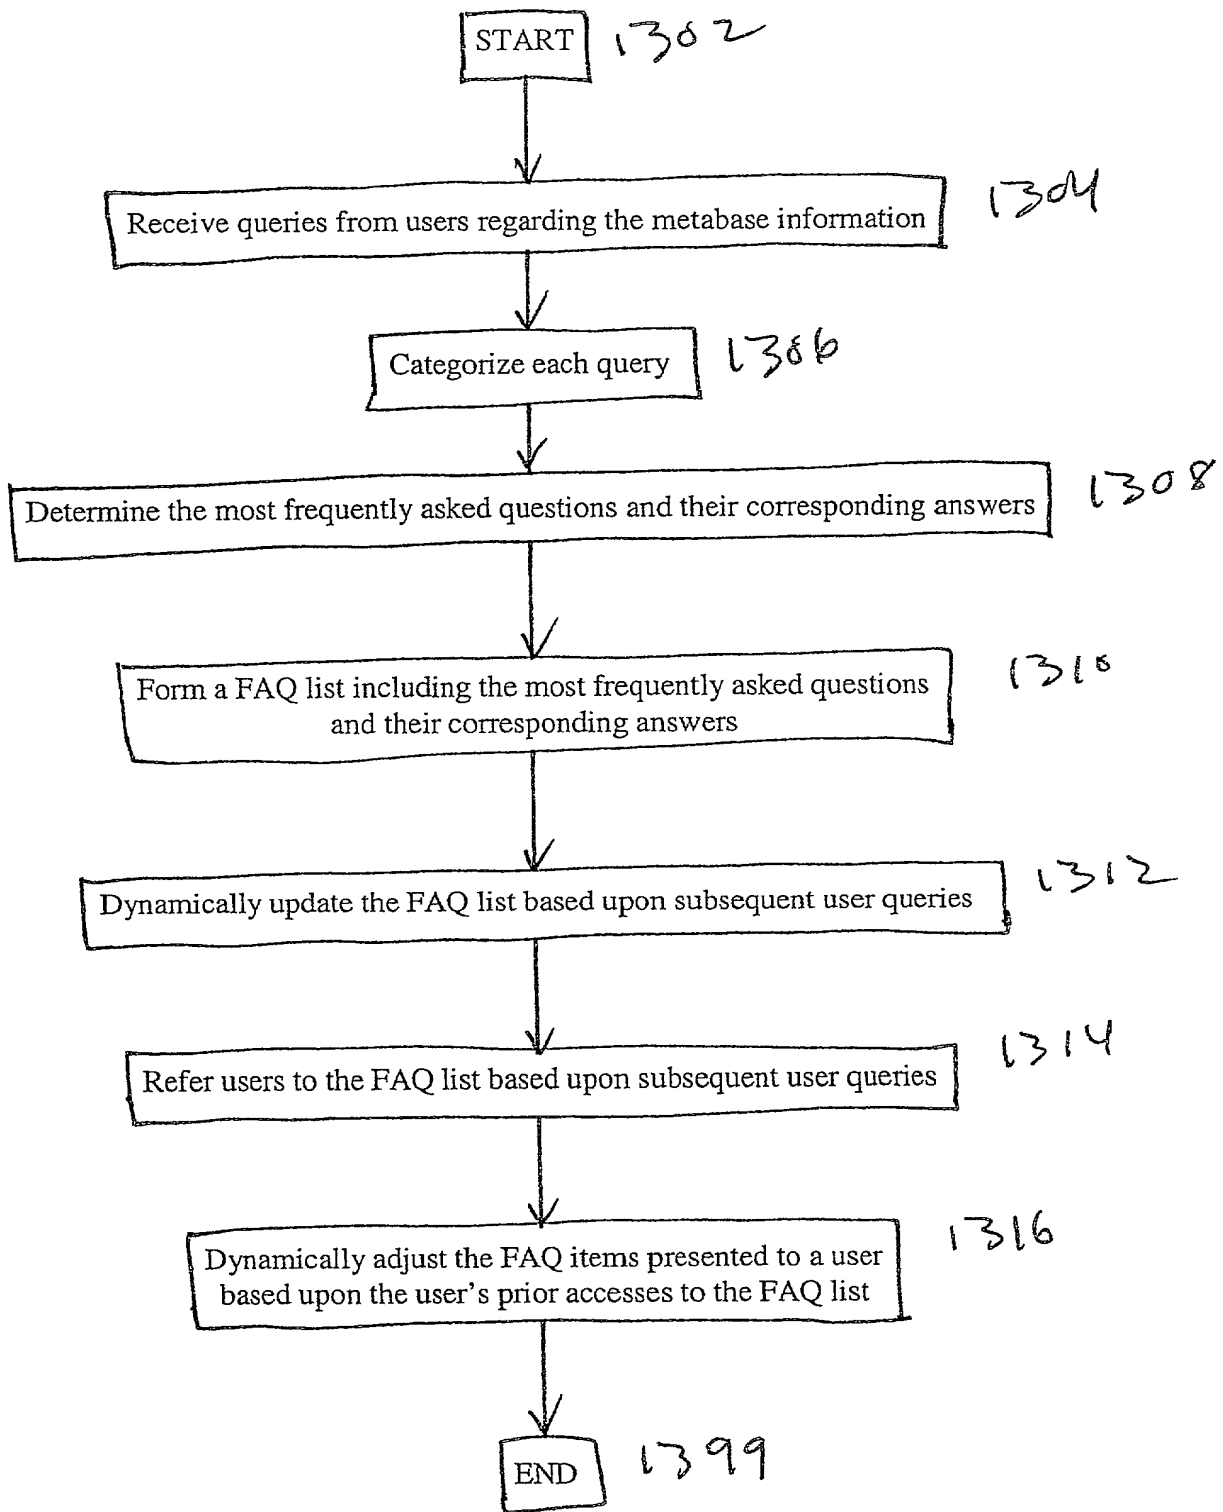 START 1302
Receive queries from users regarding the metabase information 1304
Categorize each query 1306
Determine the most frequently asked questions and their corresponding answers 1308
Form a FAQ list including the most frequently asked questions 1310
and their corresponding answers
Dynamically update the FAQ list based upon subsequent user queries 1312
Refer users to the FAQ list based upon subsequent user queries 1314
Dynamically adjust the FAQ items presented to a user 1316
based upon the user's prior accesses to the FAQ list
END 1399